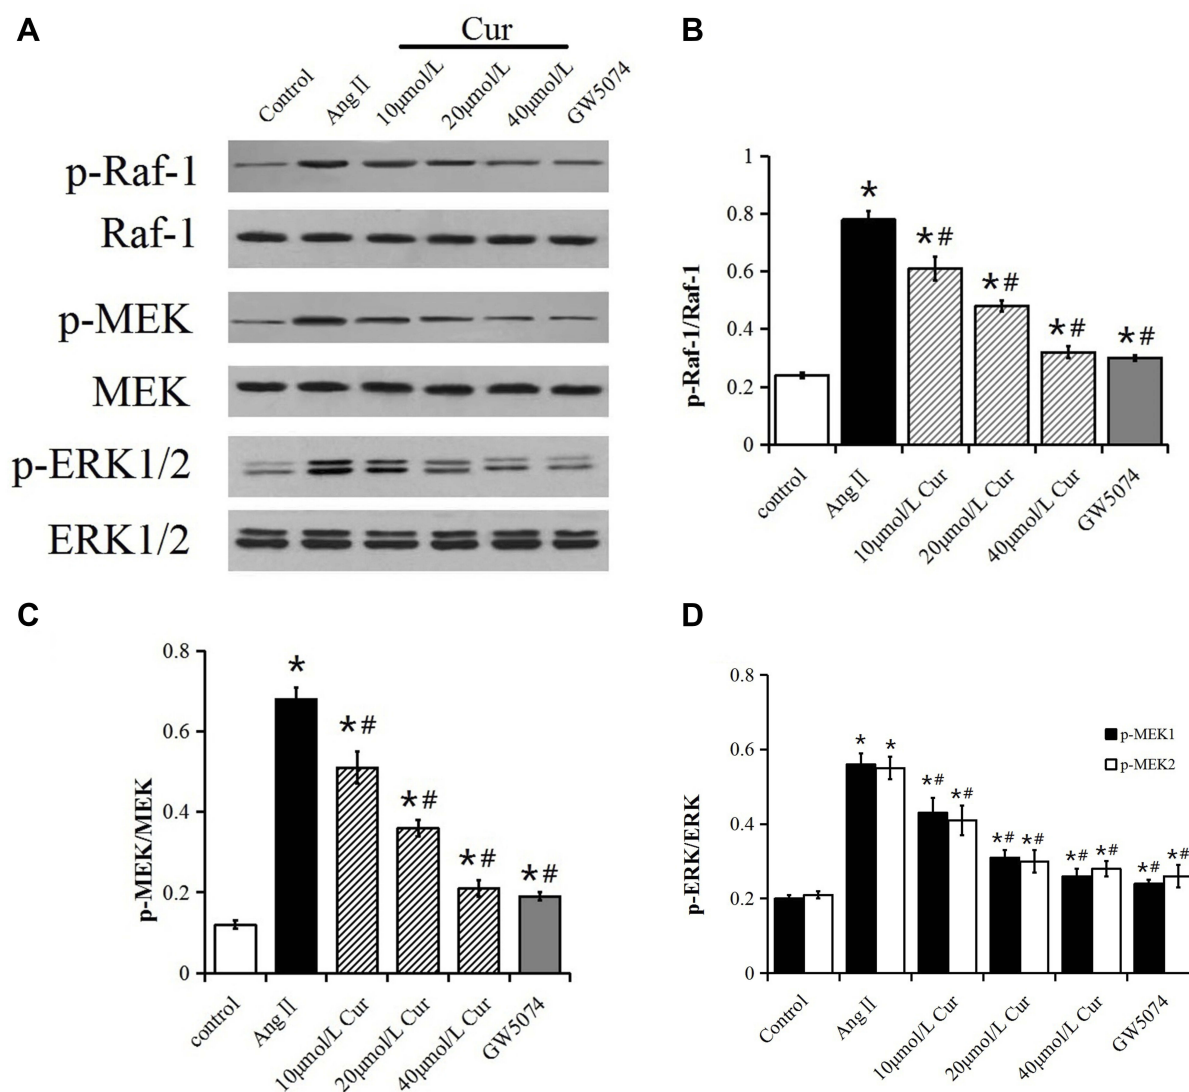 A
Cur
Control
Ang II
10μmol/L
20μmol/L
40μmol/L
GW5074
p-Raf-1
Raf-1
p-MEK
MEK
p-ERK1/2
ERK1/2
B
1
0.8
0.6
0.4
0.2
0
p-Raf-1/Raf-1
*
*#
*#
*#
*#
control
Ang II
10μmol/L Cur
20μmol/L Cur
40μmol/L Cur
GW5074
C
0.8
0.6
0.4
0.2
0
p-MEK/MEK
*
*#
*#
*#
*#
control
Ang II
10μmol/L Cur
20μmol/L Cur
40μmol/L Cur
GW5074
D
0.8
0.6
0.4
0.2
0
p-ERK/ERK
p-MEK1
p-MEK2
* *
*# *#
*# *#
*# *#
*# *#
Control
Ang II
10μmol/L Cur
20μmol/L Cur
40μmol/L Cur
GW5074